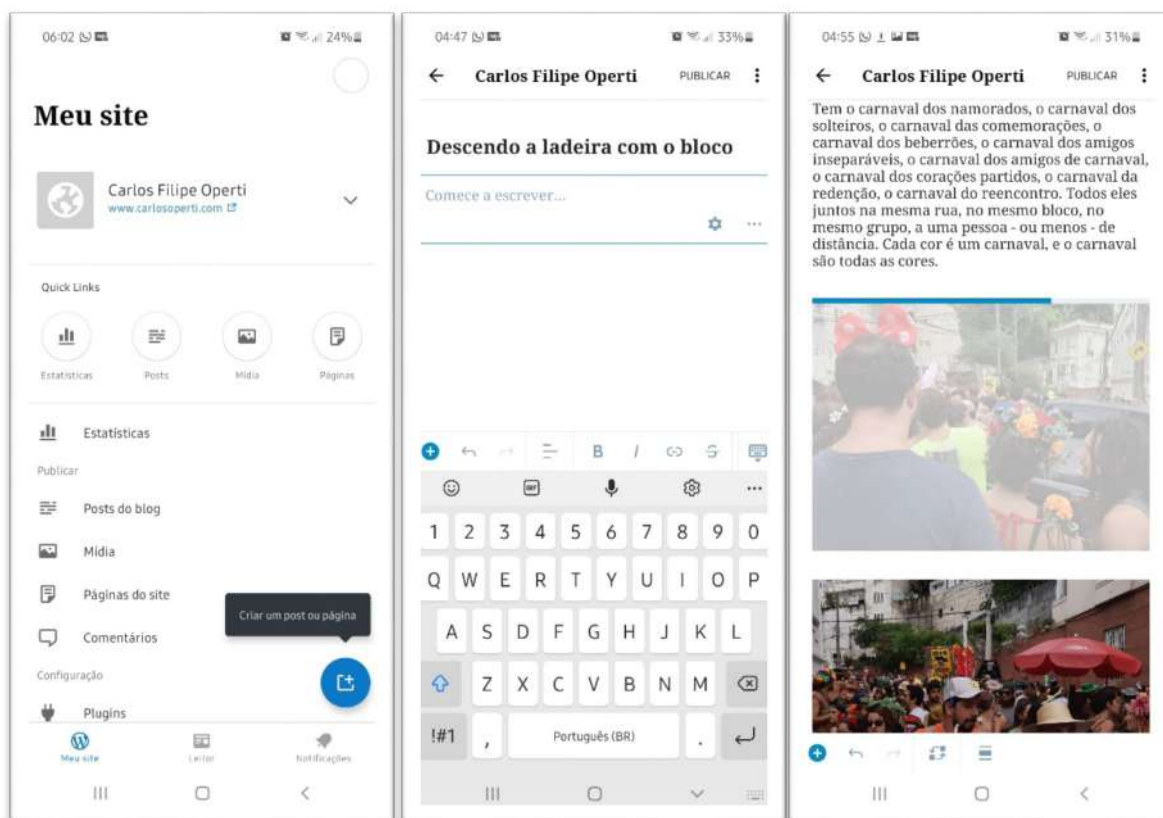 06:02
24%
Meu site
Carlos Filipe Operti
www.carlosoperti.com
Quick Links
Estatísticas
Posts
Mídia
Páginas
Estatísticas
Publicar
Posts do blog
Mídia
Páginas do site
Criar um post ou página
Comentários
Configuração
Plugins
Meu site
Leitor
Notificações
04:47
33%
Carlos Filipe Operti
PUBLICAR
Descendo a ladeira com o bloco
Comece a escrever...
B I S
GIF
1 2 3 4 5 6 7 8 9 0
Q W E R T Y U I O P
A S D F G H J K L
Z X C V B N M
!#1 , Português (BR) .
04:55
31%
Carlos Filipe Operti
PUBLICAR
Tem o carnaval dos namorados, o carnaval dos
solteiros, o carnaval das comemorações, o
carnaval dos beberrões, o carnaval dos amigos
inseparáveis, o carnaval dos amigos de carnaval,
o carnaval dos corações partidos, o carnaval da
redenção, o carnaval do reencontro. Todos eles
juntos na mesma rua, no mesmo bloco, no
mesmo grupo, a uma pessoa - ou menos - de
distância. Cada cor é um carnaval, e o carnaval
são todas as cores.